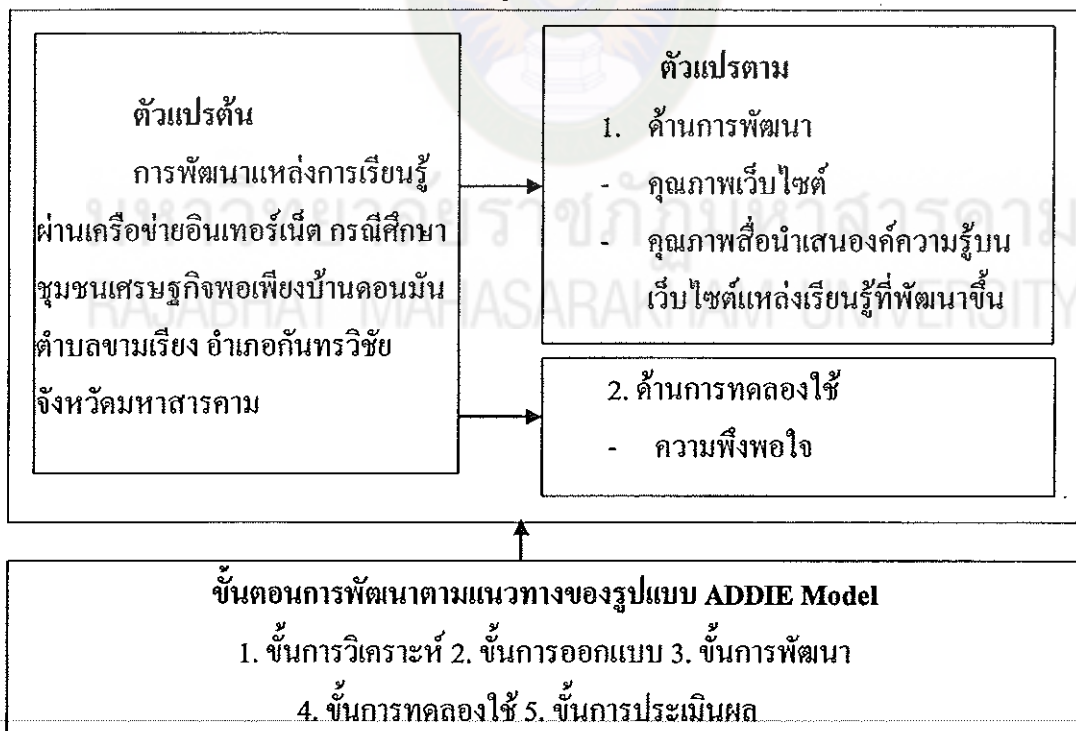 ตัวแปรต้น
การพัฒนาแหล่งการเรียนรู้
ผ่านเครือข่ายอินเทอร์เน็ต กรณีศึกษา
ชุมชนเศรษฐกิจพอเพียงบ้านดอนมัน
ตำบลขามเรียง อำเภอกันทรวิชัย
จังหวัดมหาสารคาม
ตัวแปรตาม
1. ด้านการพัฒนา
- คุณภาพเว็บไซต์
- คุณภาพสื่อนำเสนอองค์ความรู้บน
เว็บไซต์แหล่งเรียนรู้ที่พัฒนาขึ้น
2. ด้านการทดลองใช้
- ความพึงพอใจ
มหาวิทยาลัยราชภัฏมหาสารคาม
RAJABHAT MAHASARAKHAM UNIVERSITY
ขั้นตอนการพัฒนาตามแนวทางของรูปแบบ ADDIE Model
1. ขั้นการวิเคราะห์ 2. ขั้นการออกแบบ 3. ขั้นการพัฒนา
4. ขั้นการทดลองใช้ 5. ขั้นการประเมินผล